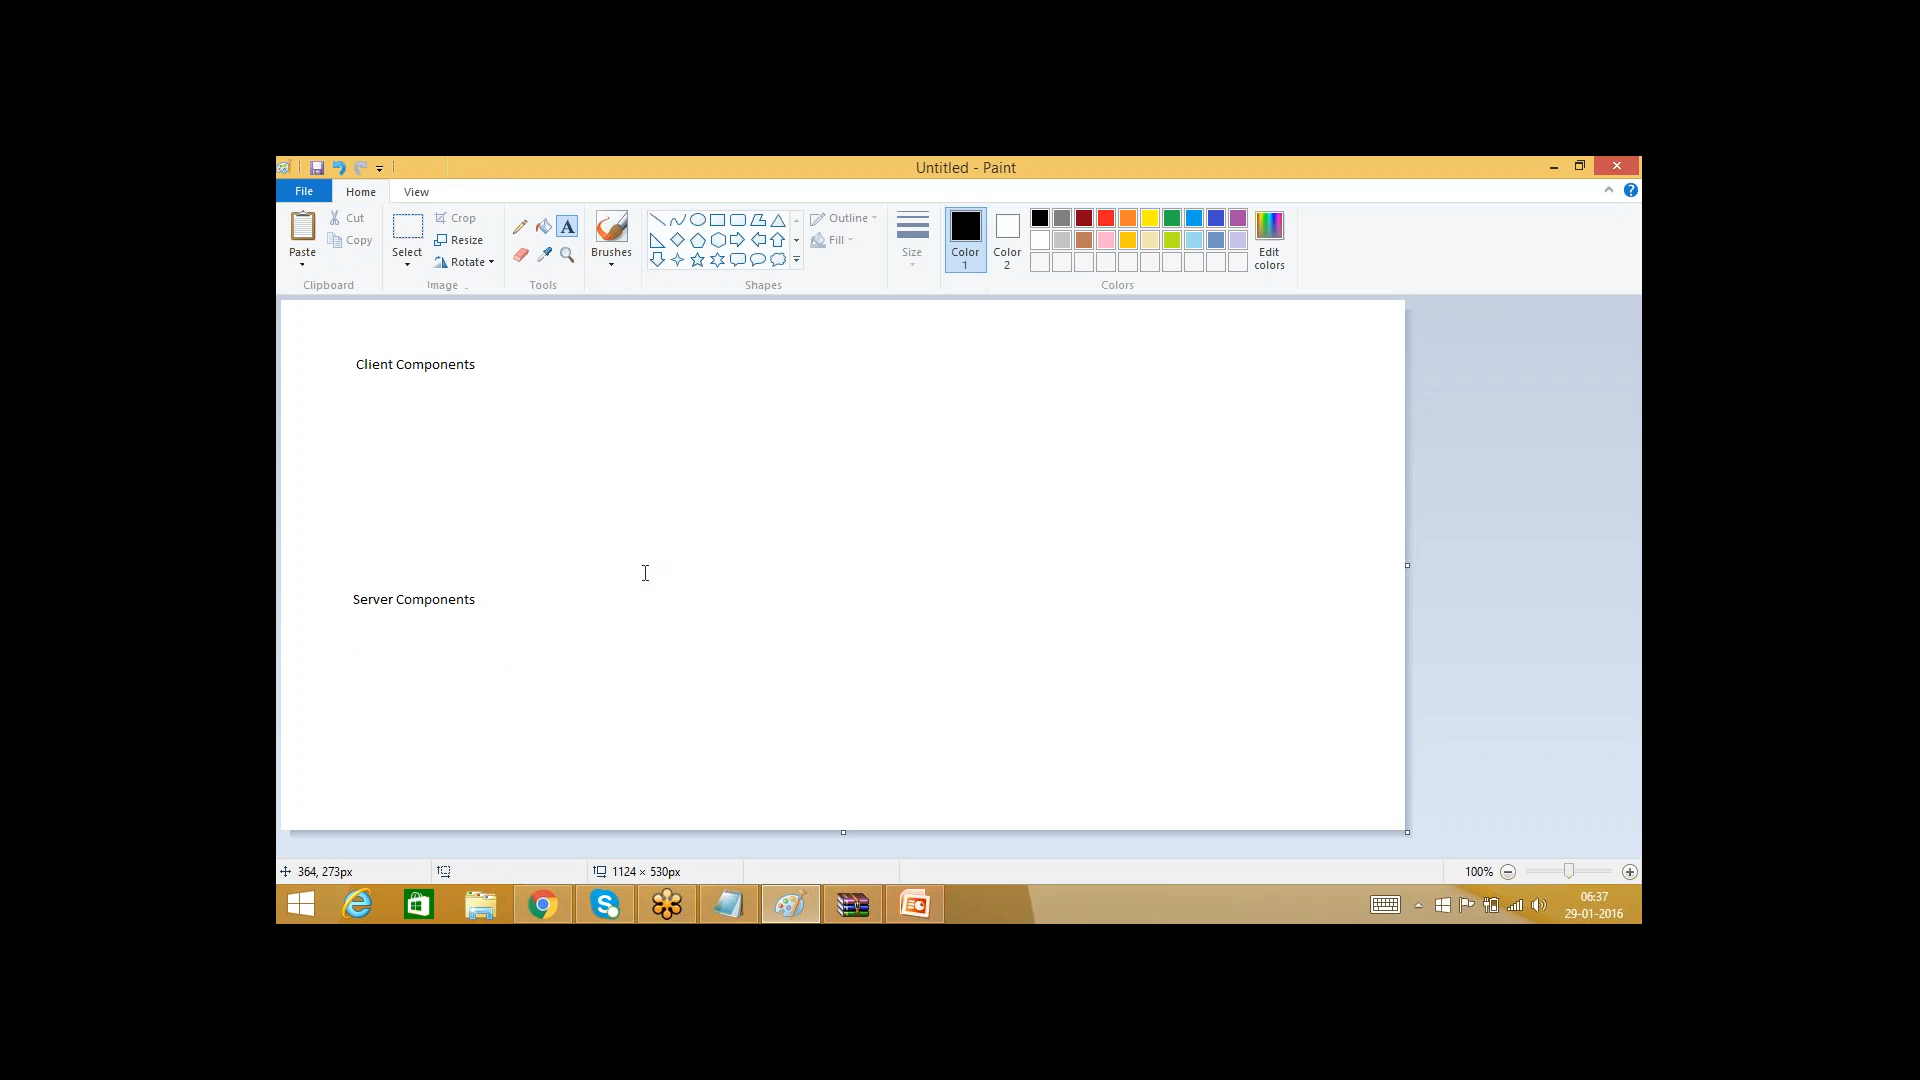 Untitled - Paint
File Home View
Paste
Cut
Copy
Clipboard
Select
Crop
Resize
Rotate
Image
A
Tools
Brushes
Outline
Fill
Shapes
Size
Color 1
Color 2
Edit colors
Colors
Client Components
Server Components
364, 273px
1124 × 530px
100%
06:37
29-01-2016